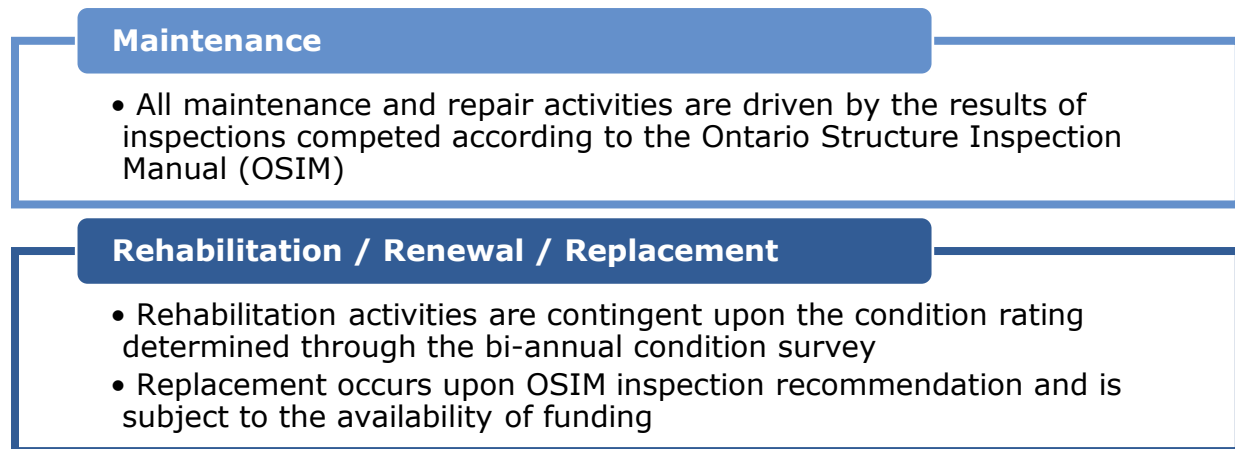 Maintenance
• All maintenance and repair activities are driven by the results of
inspections competed according to the Ontario Structure Inspection
Manual (OSIM)
Rehabilitation / Renewal / Replacement
• Rehabilitation activities are contingent upon the condition rating
determined through the bi-annual condition survey
• Replacement occurs upon OSIM inspection recommendation and is
subject to the availability of funding